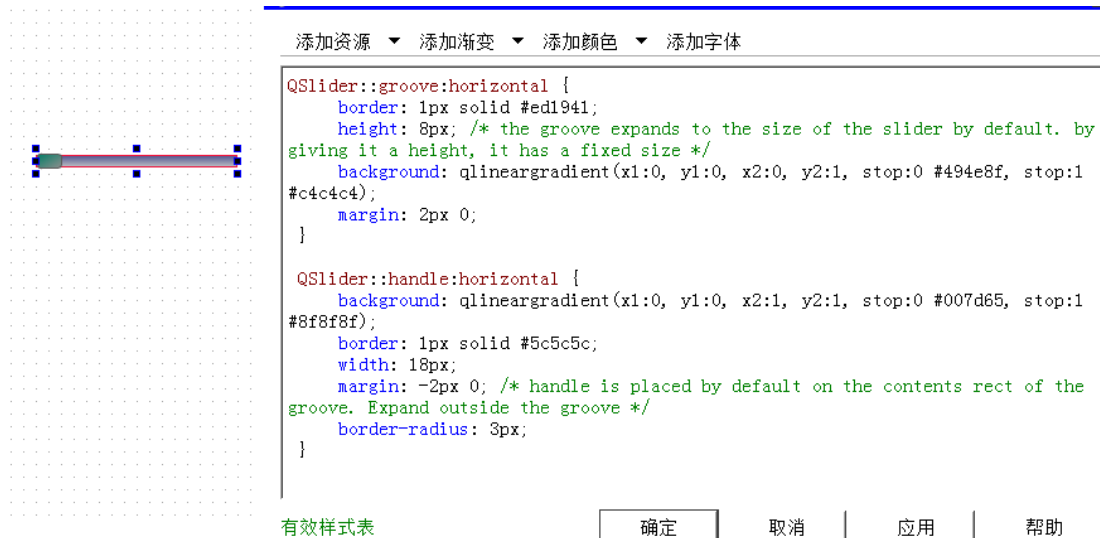 添加资源 添加渐变 添加颜色 添加字体
QSlider::groove:horizontal {
border: 1px solid #ed1941;
height: 8px; /* the groove expands to the size of the slider by default. by
giving it a height, it has a fixed size */
background: qlineargradient(x1:0, y1:0, x2:0, y2:1, stop:0 #494e8f, stop:1
#c4c4c4);
margin: 2px 0;
}
QSlider::handle:horizontal {
background: qlineargradient(x1:0, y1:0, x2:1, y2:1, stop:0 #007d65, stop:1
#8f8f8f);
border: 1px solid #5c5c5c;
width: 18px;
margin: -2px 0; /* handle is placed by default on the contents rect of the
groove. Expand outside the groove */
border-radius: 3px;
}
有效样式表 确定 取消 应用 帮助